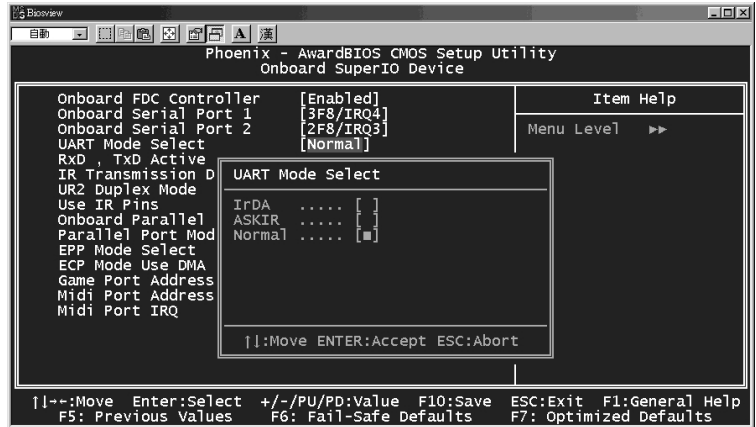 Biosview
自動 A 漢
Phoenix - AwardBIOS CMOS Setup Utility
Onboard SuperIO Device
Onboard FDC Controller [Enabled]
Onboard Serial Port 1 [3F8/IRQ4]
Onboard Serial Port 2 [2F8/IRQ3]
UART Mode Select [Normal]
RxD , TxD Active
IR Transmission D
UR2 Duplex Mode
Use IR Pins
Onboard Parallel
Parallel Port Mod
EPP Mode Select
ECP Mode Use DMA
Game Port Address
Midi Port Address
Midi Port IRQ
Item Help
Menu Level ►►
UART Mode Select
IrDA ..... [ ]
ASKIR ..... [ ]
Normal ..... [■]
↑↓:Move ENTER:Accept ESC:Abort
↑↓→←:Move Enter:Select +/-/PU/PD:Value F10:Save ESC:Exit F1:General Help
F5: Previous Values F6: Fail-Safe Defaults F7: Optimized Defaults